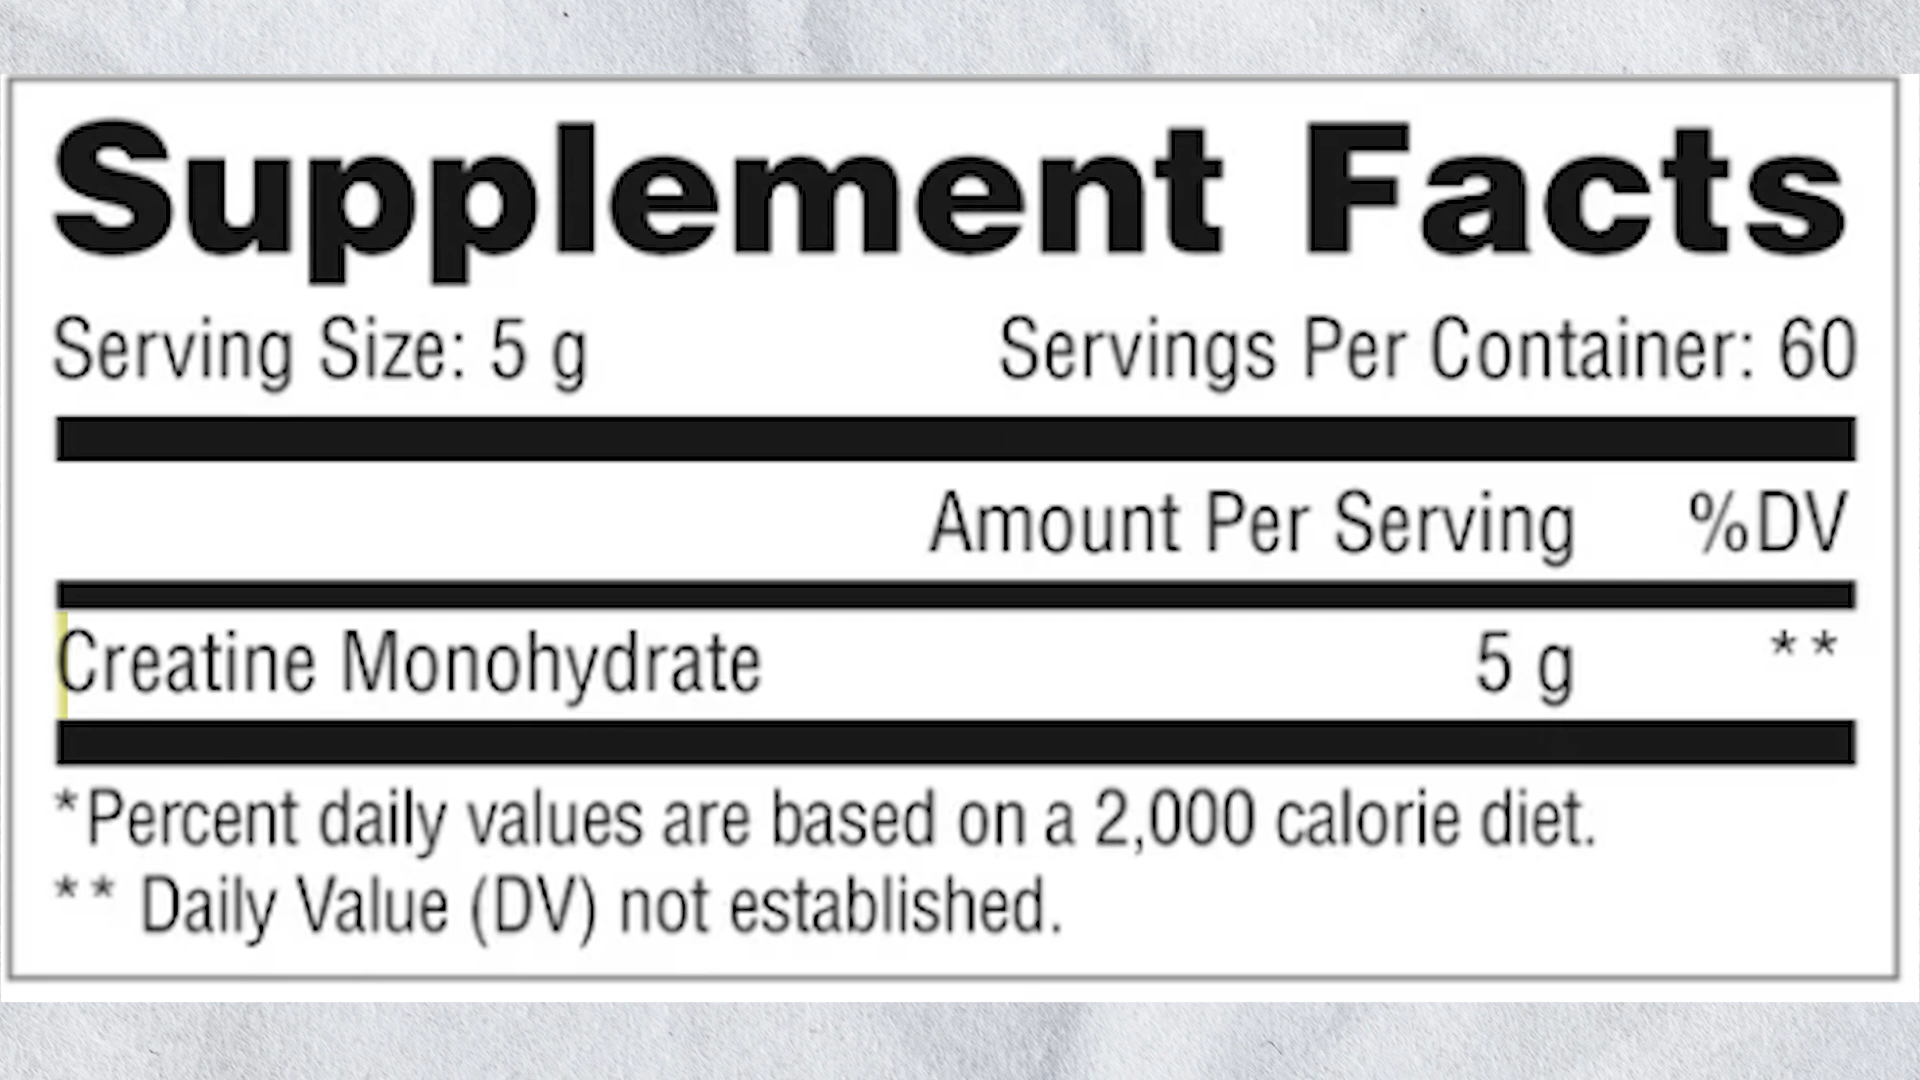 Supplement Facts
Serving Size: 5 g Servings Per Container: 60
Amount Per Serving %DV
Creatine Monohydrate 5 g **
*Percent daily values are based on a 2,000 calorie diet.
** Daily Value (DV) not established.